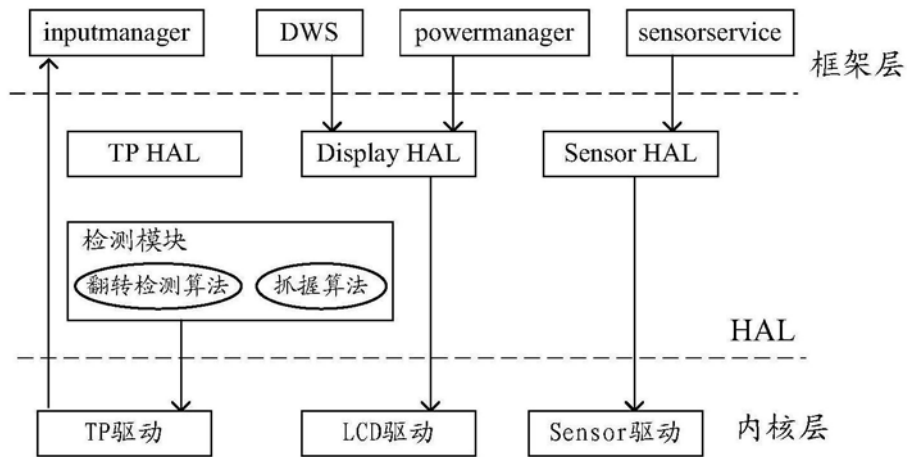 inputmanager
DWS
powermanager
sensorservice
框架层
TP HAL
Display HAL
Sensor HAL
检测模块
翻转检测算法
抓握算法
HAL
TP驱动
LCD驱动
Sensor驱动
内核层